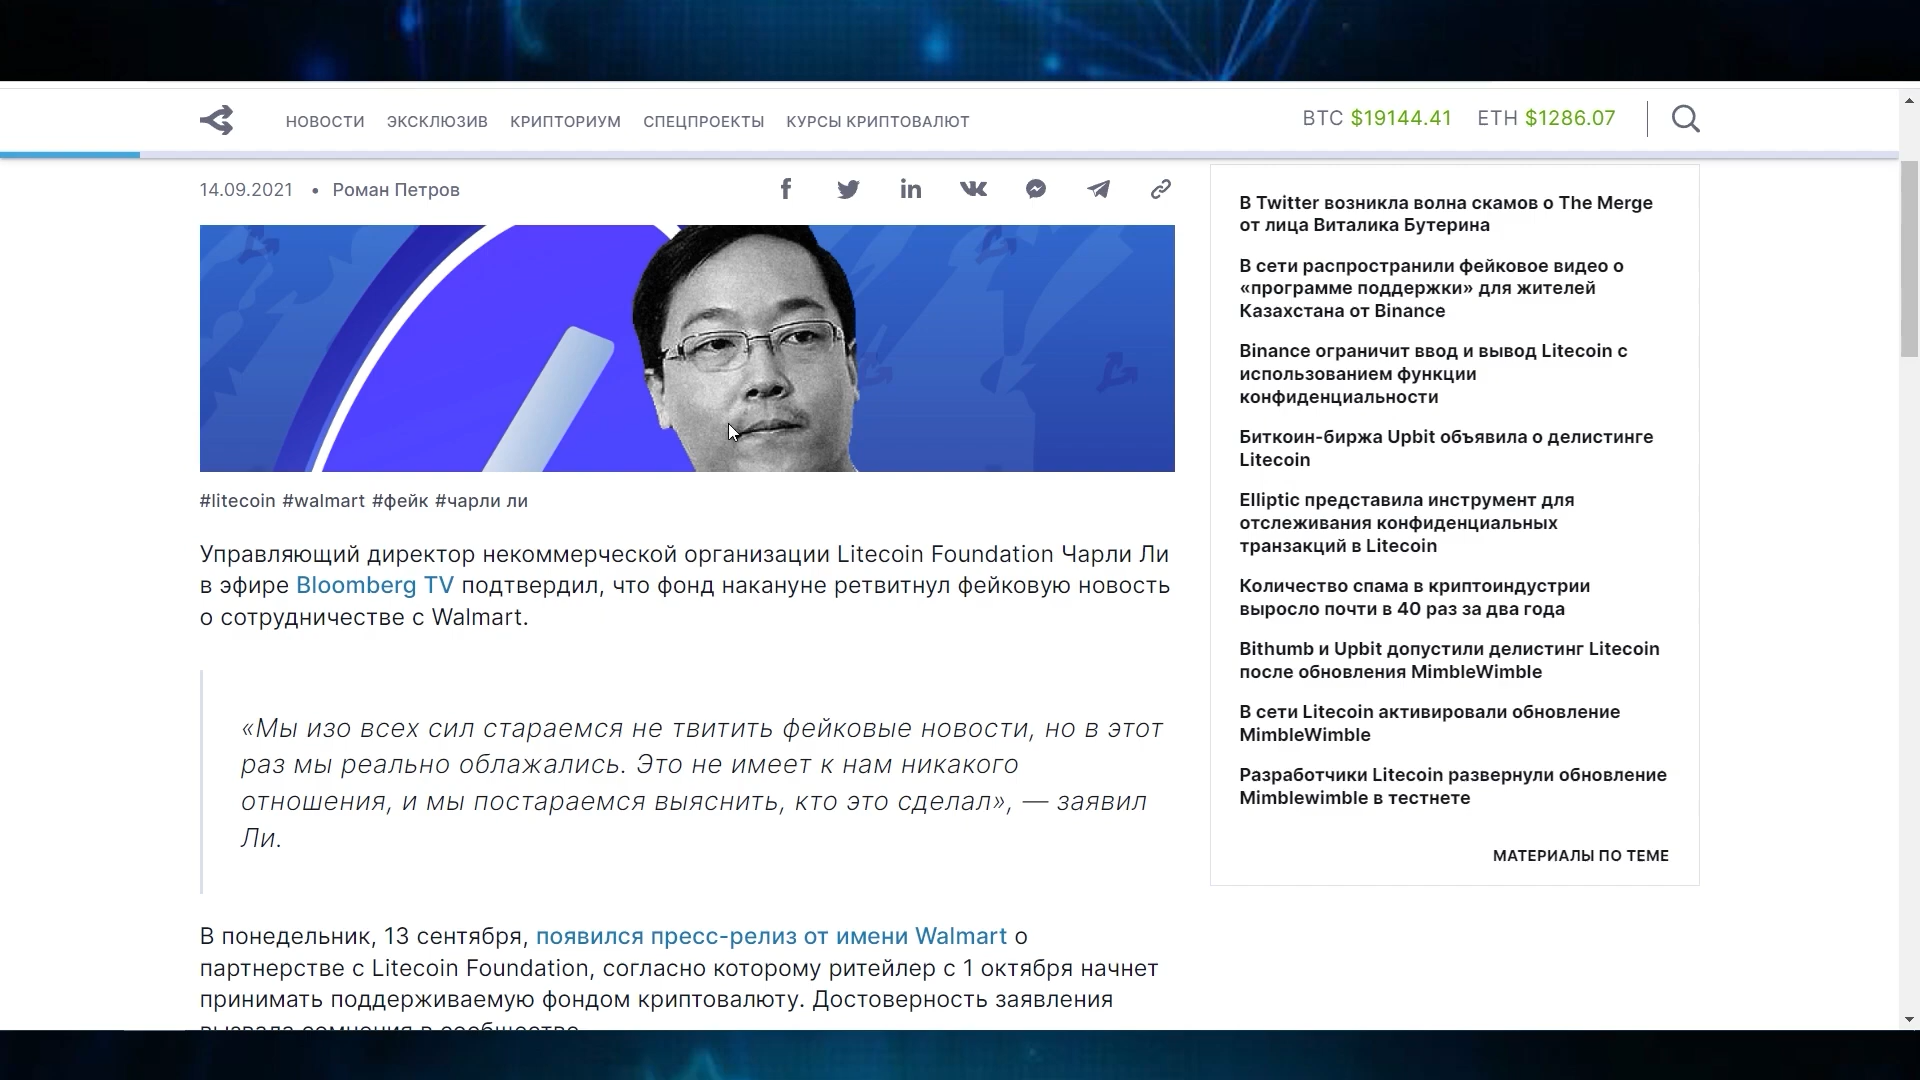 НОВОСТИ ЭКСКЛЮЗИВ КРИПТОРИУМ СПЕЦПРОЕКТЫ КУРСЫ КРИПТОВАЛЮТ
BTC $19144.41 ETH $1286.07
14.09.2021 • Роман Петров
#litecoin #walmart #фейк #чарли ли
Управляющий директор некоммерческой организации Litecoin Foundation Чарли Ли
в эфире Bloomberg TV подтвердил, что фонд накануне ретвитнул фейковую новость
о сотрудничестве с Walmart.
«Мы изо всех сил стараемся не твитить фейковые новости, но в этот
раз мы реально облажались. Это не имеет к нам никакого
отношения, и мы постараемся выяснить, кто это сделал», — заявил
Ли.
В понедельник, 13 сентября, появился пресс-релиз от имени Walmart о
партнерстве с Litecoin Foundation, согласно которому ритейлер с 1 октября начнет
принимать поддерживаемую фондом криптовалюту. Достоверность заявления
вызвала сомнения в сообществе.
В Twitter возникла волна скамов о The Merge
от лица Виталика Бутерина
В сети распространили фейковое видео о
«программе поддержки» для жителей
Казахстана от Binance
Binance ограничит ввод и вывод Litecoin с
использованием функции
конфиденциальности
Биткоин-биржа Upbit объявила о делистинге
Litecoin
Elliptic представила инструмент для
отслеживания конфиденциальных
транзакций в Litecoin
Количество спама в криптоиндустрии
выросло почти в 40 раз за два года
Bithumb и Upbit допустили делистинг Litecoin
после обновления MimbleWimble
В сети Litecoin активировали обновление
MimbleWimble
Разработчики Litecoin развернули обновление
Mimblewimble в тестнете
МАТЕРИАЛЫ ПО ТЕМЕ